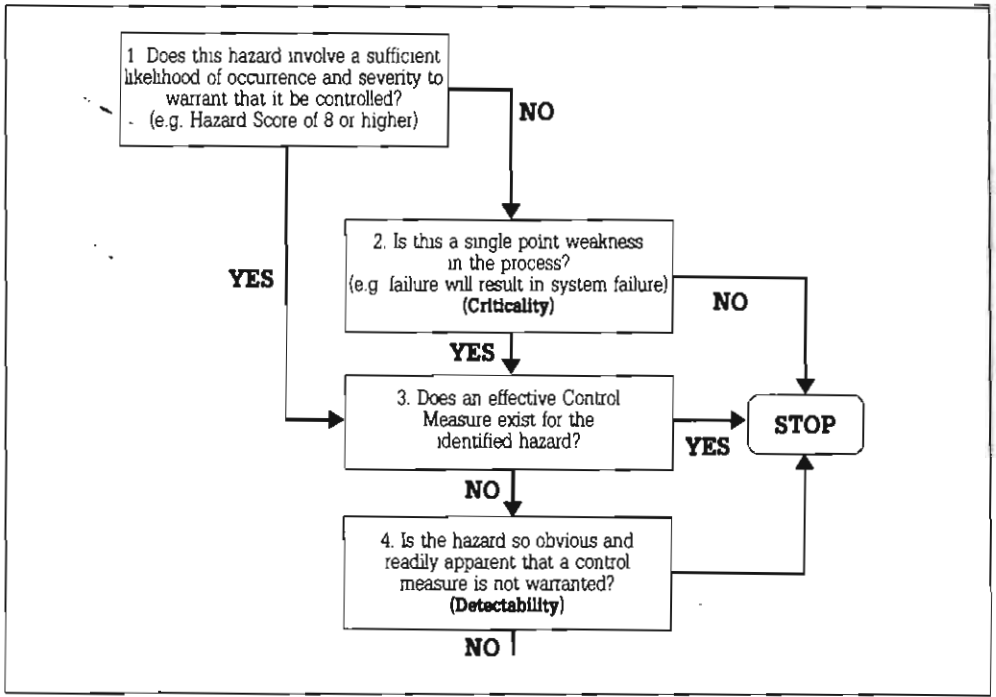 1 Does this hazard involve a sufficient
likelihood of occurrence and severity to
warrant that it be controlled?
(e.g. Hazard Score of 8 or higher)
NO
YES
2. Is this a single point weakness
in the process?
(e.g failure will result in system failure)
(Criticality)
NO
YES
3. Does an effective Control
Measure exist for the
identified hazard?
YES
STOP
NO
4. Is the hazard so obvious and
readily apparent that a control
measure is not warranted?
(Detectability)
NO